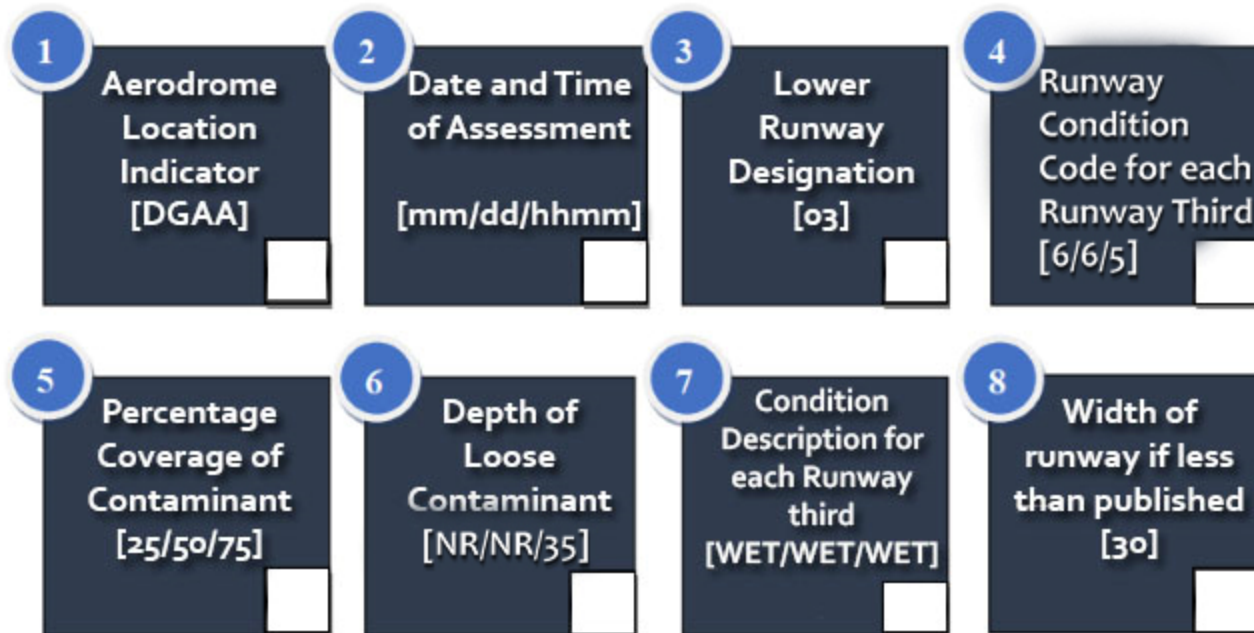 1
Aerodrome
Location
Indicator
[DGAA]
2
Date and Time
of Assessment
[mm/dd/hhmm]
3
Lower
Runway
Designation
[03]
4
Runway
Condition
Code for each
Runway Third
[6/6/5]
5
Percentage
Coverage of
Contaminant
[25/50/75]
6
Depth of
Loose
Contaminant
[NR/NR/35]
7
Condition
Description for
each Runway
third
[WET/WET/WET]
8
Width of
runway if less
than published
[30]